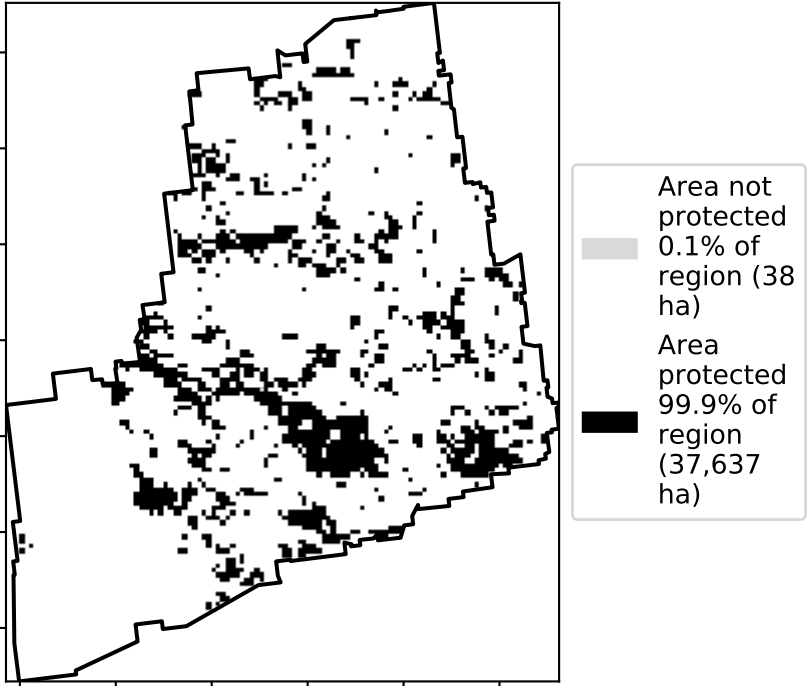 Area not
protected
0.1% of
region (38
ha)
Area
protected
99.9% of
region
(37,637
ha)